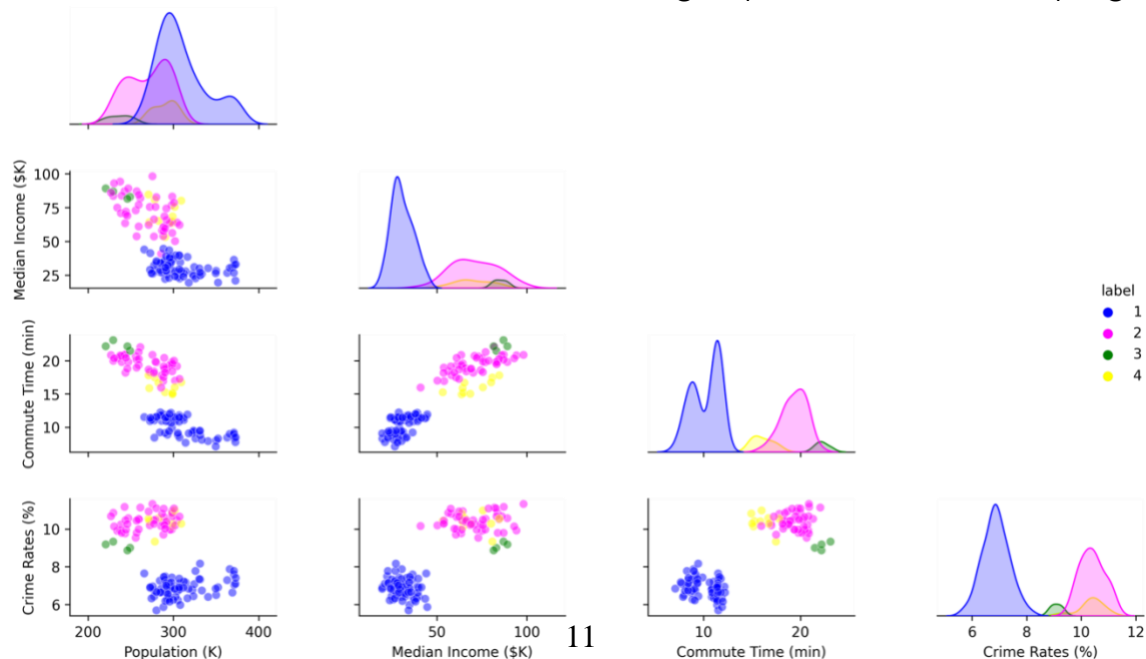 Median Income ($K)
100
75
50
25
label
1
2
3
4
Commute Time (min)
20
15
10
Crime Rates (%)
10
8
6
200 300 400
50 100
10 20
6 8 10 12
Population (K)
Median Income ($K)
11
Commute Time (min)
Crime Rates (%)